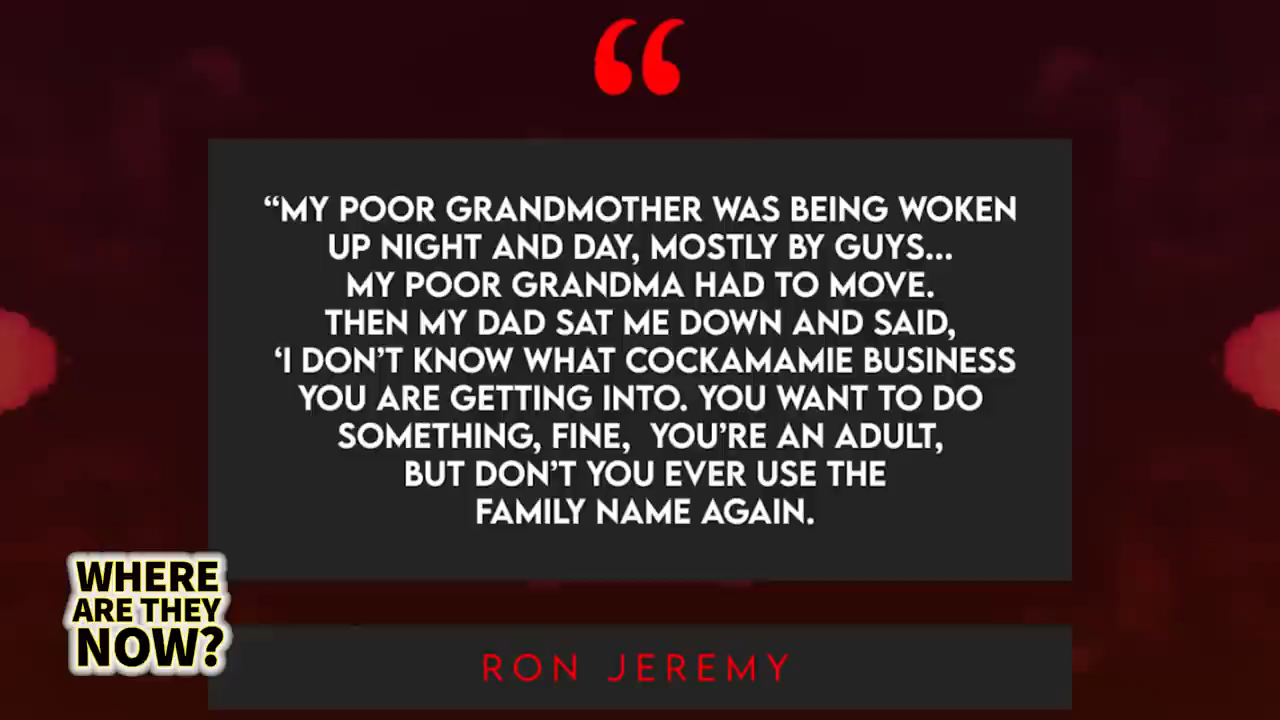 “
“MY POOR GRANDMOTHER WAS BEING WOKEN
UP NIGHT AND DAY, MOSTLY BY GUYS...
MY POOR GRANDMA HAD TO MOVE.
THEN MY DAD SAT ME DOWN AND SAID,
‘I DON’T KNOW WHAT COCKAMAMIE BUSINESS
YOU ARE GETTING INTO. YOU WANT TO DO
SOMETHING, FINE,  YOU’RE AN ADULT,
BUT DON’T YOU EVER USE THE
FAMILY NAME AGAIN.
WHERE
ARE THEY
NOW?
RON JEREMY